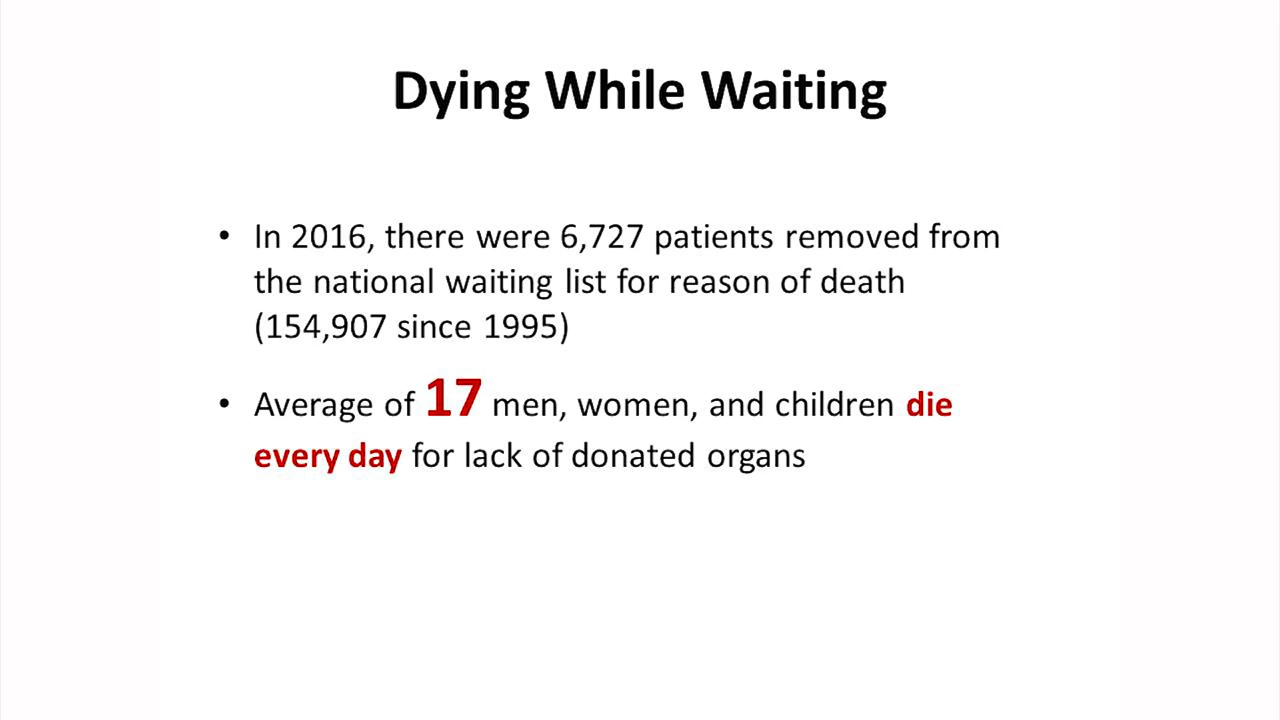 Dying While Waiting
• In 2016, there were 6,727 patients removed from
the national waiting list for reason of death
(154,907 since 1995)
• Average of 17 men, women, and children die
every day for lack of donated organs